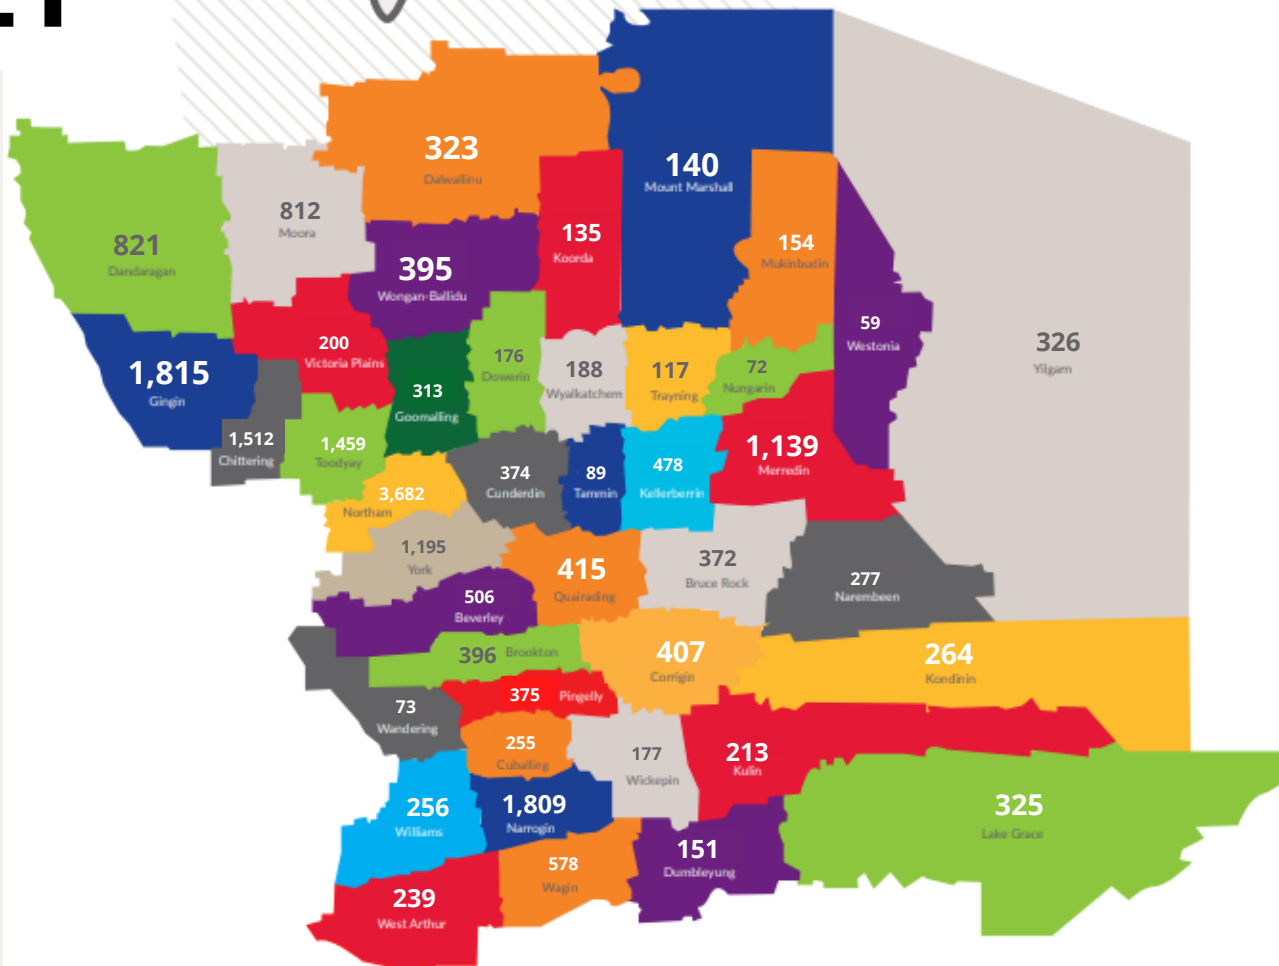 323
Dalwallinu
140
Mount Marshall
812
Moora
821
Dandaragan
135
Koorda
154
Mukinbudin
395
Wongan-Ballidu
59
Westonia
326
Yilgarn
200
Victoria Plains
1,815
Gingin
176
Dowerin
188
Wyalkatchem
117
Trayning
72
Nungarin
313
Goomalling
1,512
Chittering
1,459
Toodyay
1,139
Merredin
478
Kellerberrin
374
Cunderdin
89
Tammin
3,682
Northam
1,195
York
415
Quairading
372
Bruce Rock
277
Narembeen
506
Beverley
396 Brookton
407
Corrigin
264
Kondinin
375 Pingelly
73
Wandering
255
Cuballing
177
Wickepin
213
Kulin
256
Williams
1,809
Narrogin
325
Lake Grace
151
Dumbleyung
578
Wagin
239
West Arthur